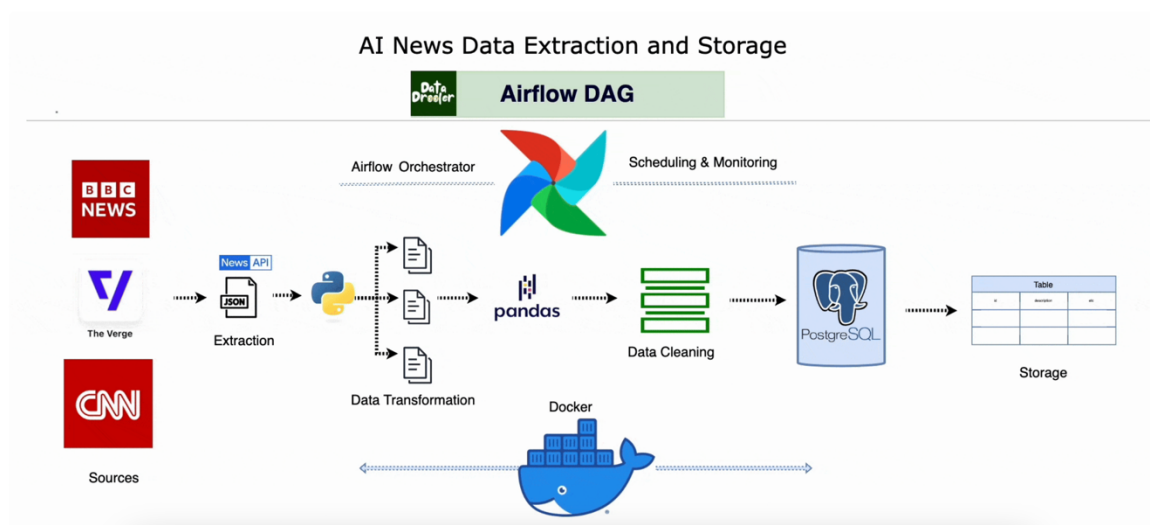 AI News Data Extraction and Storage
Data
Droofer
Airflow DAG
Airflow Orchestrator
Scheduling & Monitoring
BBC
NEWS
News API
JSON
Extraction
The Verge
pandas
Data Transformation
Data Cleaning
PostgreSQL
Table
description
Storage
CNN
Sources
Docker